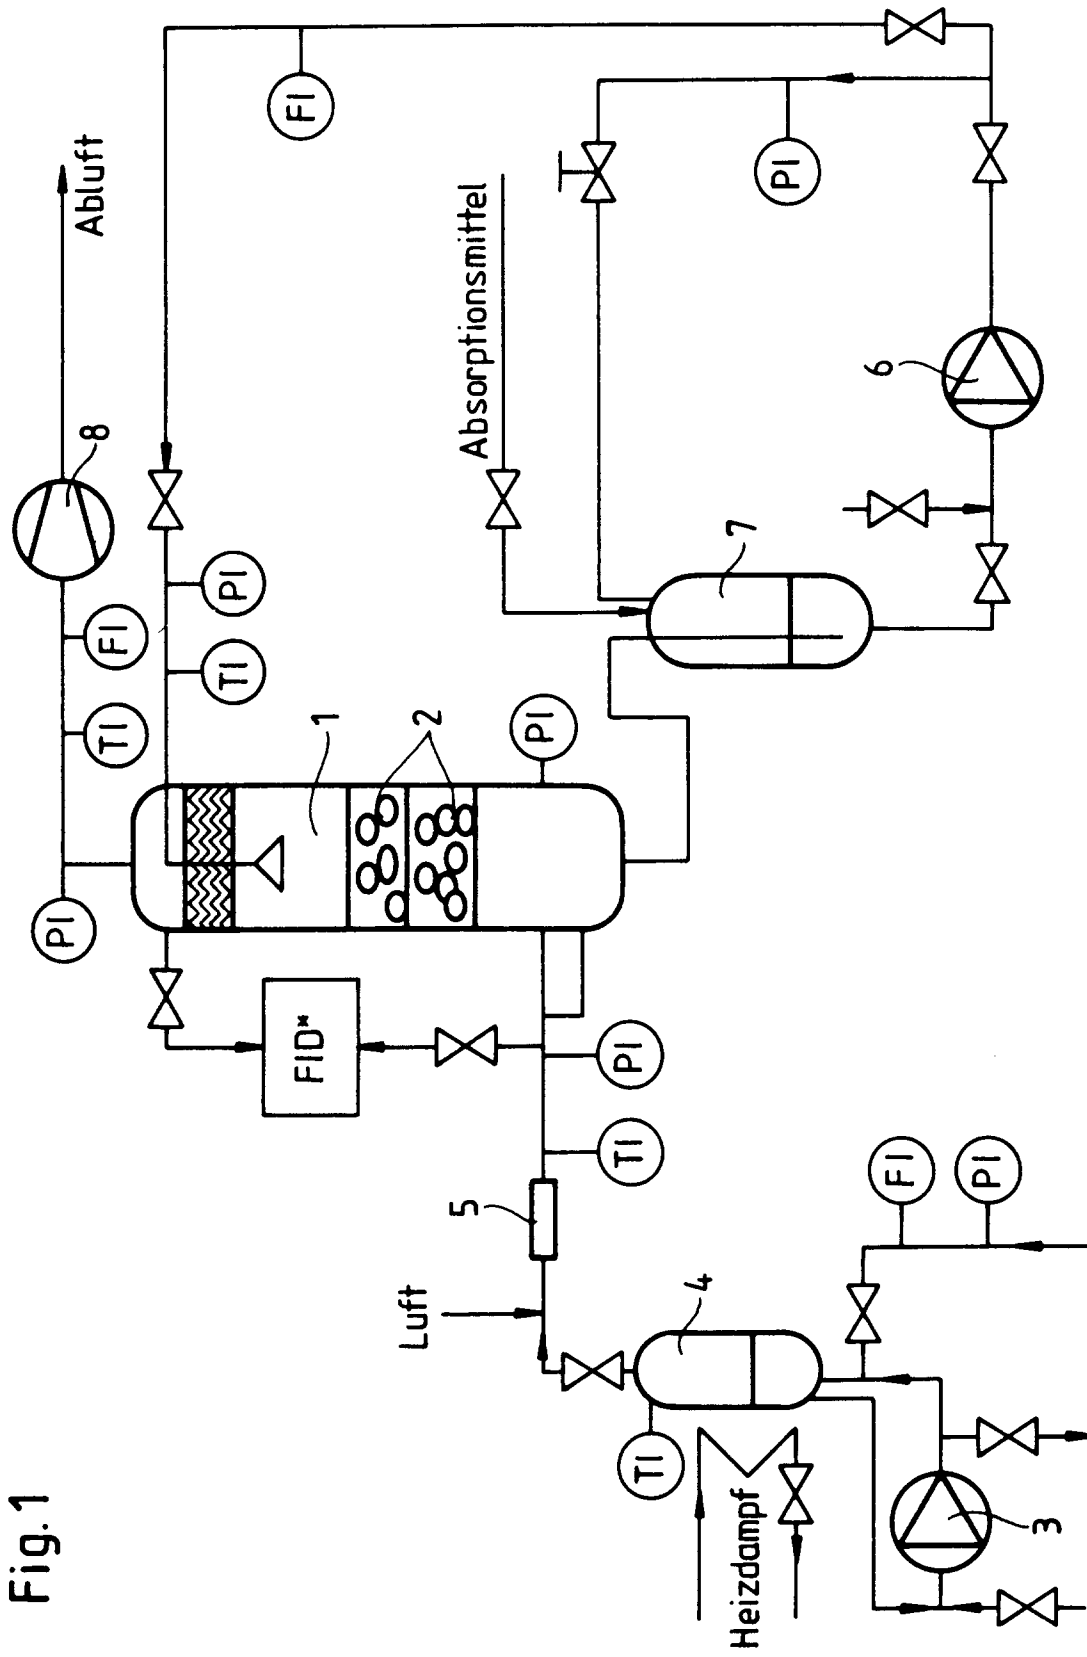 Fig.1
Abluft
8
FI
TI
PI
FI
PI
TI
Absorptionsmittel
PI
6
7
1
2
PI
FID*
PI
TI
5
Luft
4
TI
Heizdampf
FI
PI
3